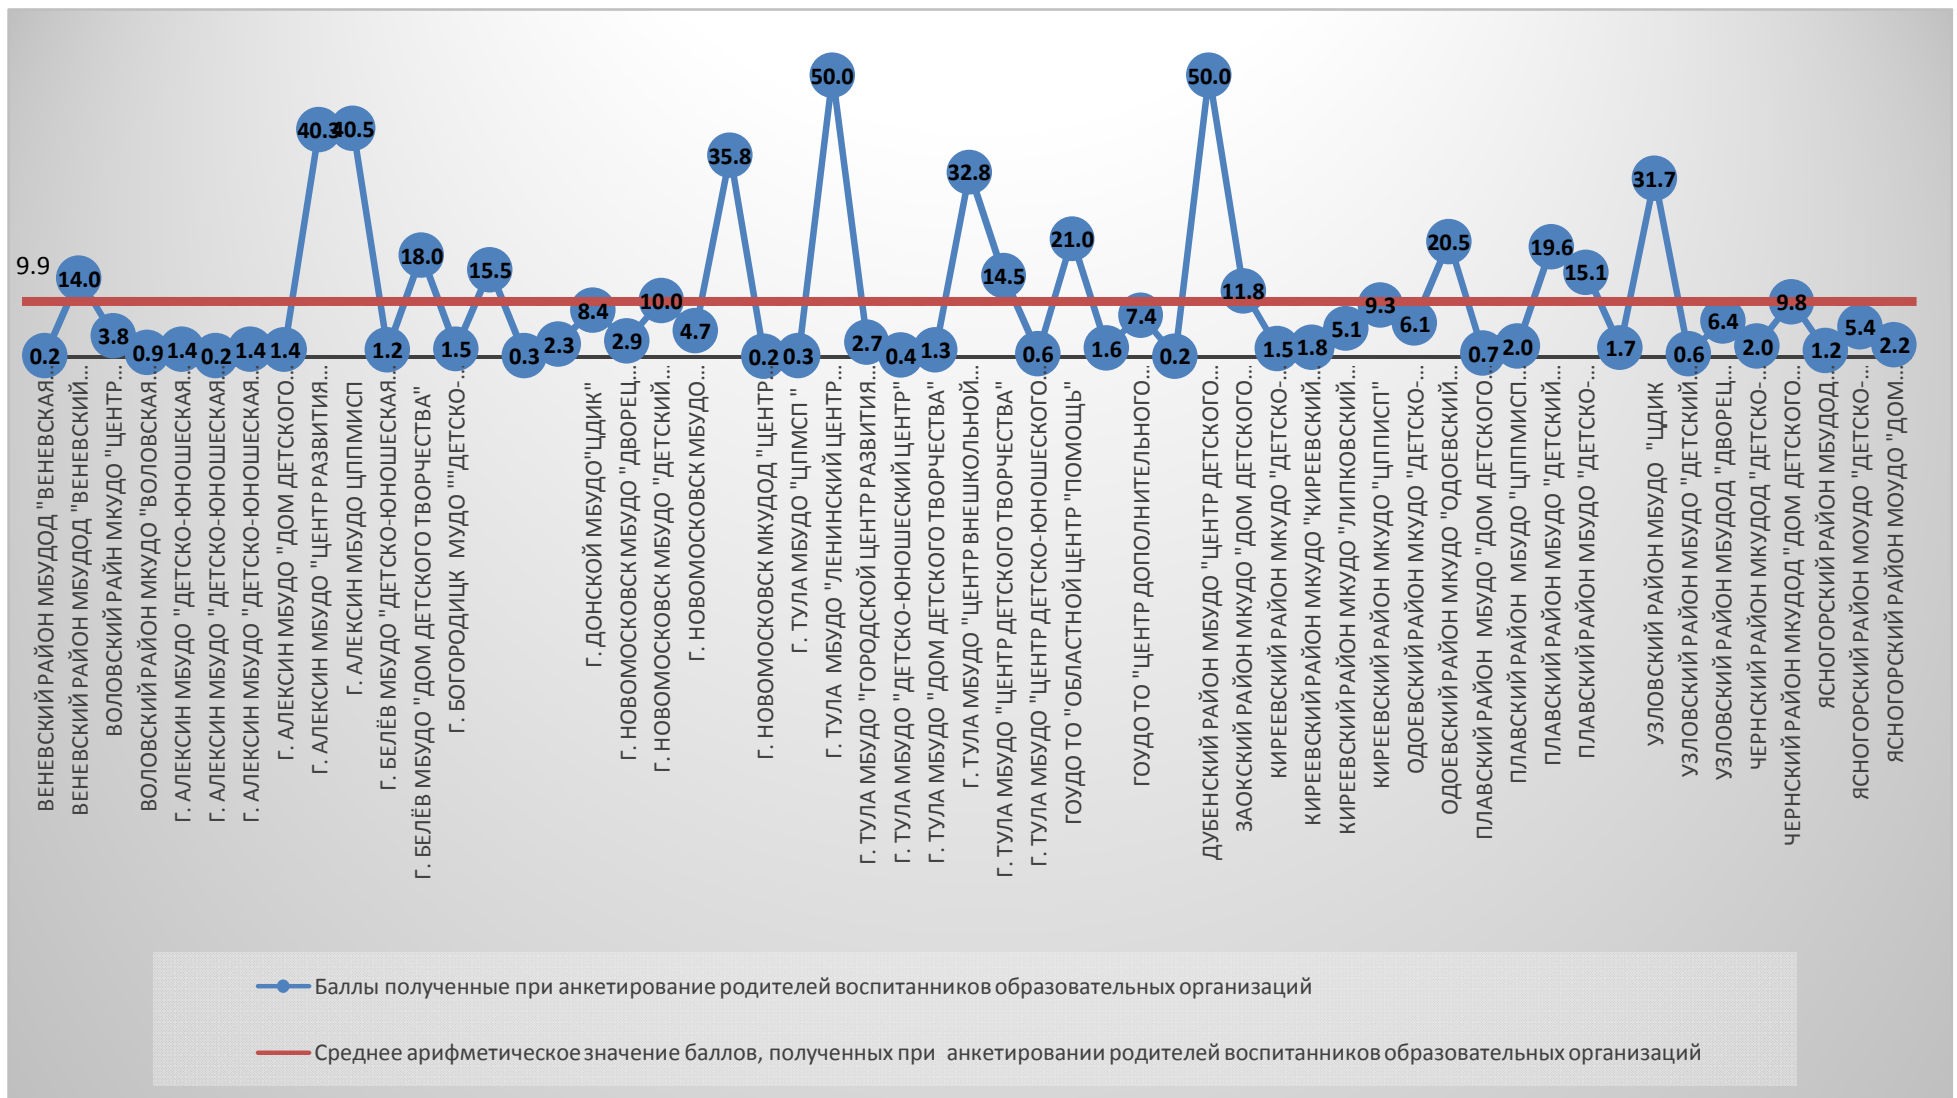 9.9
0.2
14.0
3.8
0.9
1.4
0.2
1.4
1.4
40.3
40.5
1.2
18.0
1.5
15.5
0.3
2.3
8.4
2.9
10.0
4.7
35.8
0.2
0.3
50.0
2.7
0.4
1.3
32.8
14.5
0.6
21.0
1.6
7.4
0.2
50.0
11.8
1.5
1.8
5.1
9.3
6.1
20.5
0.7
2.0
19.6
15.1
1.7
31.7
0.6
6.4
2.0
9.8
1.2
5.4
2.2
ВЕНЕВСКИЙ РАЙОН МБУДОД "ВЕНЕВСКАЯ...
ВЕНЕВСКИЙ РАЙОН МБУДОД "ВЕНЕВСКИЙ...
ВОЛОВСКИЙ РАЙН МКУДО "ЦЕНТР...
ВОЛОВСКИЙ РАЙОН МКУДО "ВОЛОВСКАЯ...
Г. АЛЕКСИН МБУДО "ДЕТСКО-ЮНОШЕСКАЯ...
Г. АЛЕКСИН МБУДО "ДЕТСКО-ЮНОШЕСКАЯ...
Г. АЛЕКСИН МБУДО "ДЕТСКО-ЮНОШЕСКАЯ...
Г. АЛЕКСИН МБУДО "ДОМ ДЕТСКОГО...
Г. АЛЕКСИН МБУДО "ЦЕНТР РАЗВИТИЯ...
Г. АЛЕКСИН МБУДО ЦППМИСП
Г. БЕЛЁВ МБУДО "ДЕТСКО-ЮНОШЕСКАЯ...
Г. БЕЛЁВ МБУДО "ДОМ ДЕТСКОГО ТВОРЧЕСТВА"
Г. БОГОРОДИЦК МУДО ""ДЕТСКО-...
Г. ДОНСКОЙ МБУДО"ЦДИК"
Г. НОВОМОСКОВСК МБУДО "ДВОРЕЦ...
Г. НОВОМОСКОВСК МБУДО "ДЕТСКИЙ...
Г. НОВОМОСКОВСК МБУДО...
Г. НОВОМОСКОВСК МКУДОД "ЦЕНТР...
Г. ТУЛА МБУДО "ЦПМСП "
Г. ТУЛА МБУДО "ЛЕНИНСКИЙ ЦЕНТР...
Г. ТУЛА МБУДО "ГОРОДСКОЙ ЦЕНТР РАЗВИТИЯ...
Г. ТУЛА МБУДО "ДЕТСКО-ЮНОШЕСКИЙ ЦЕНТР"
Г. ТУЛА МБУДО "ДОМ ДЕТСКОГО ТВОРЧЕСТВА"
Г. ТУЛА МБУДО "ЦЕНТР ВНЕШКОЛЬНОЙ...
Г. ТУЛА МБУДО "ЦЕНТР ДЕТСКОГО ТВОРЧЕСТВА"
Г. ТУЛА МБУДО "ЦЕНТР ДЕТСКО-ЮНОШЕСКОГО...
ГОУДО ТО "ОБЛАСТНОЙ ЦЕНТР "ПОМОЩЬ"
ГОУДО ТО "ЦЕНТР ДОПОЛНИТЕЛЬНОГО...
ДУБЕНСКИЙ РАЙОН МБУДО "ЦЕНТР ДЕТСКОГО...
ЗАОКСКИЙ РАЙОН МКУДО "ДОМ ДЕТСКОГО...
КИРЕЕВСКИЙ РАЙОН МКУДО "ДЕТСКО-...
КИРЕЕВСКИЙ РАЙОН МКУДО "КИРЕЕВСКИЙ...
КИРЕЕВСКИЙ РАЙОН МКУДО "ЛИПКОВСКИЙ...
КИРЕЕВСКИЙ РАЙОН МКУДО "ЦППИСП"
ОДОЕВСКИЙ РАЙОН МКУДО "ДЕТСКО-...
ОДОЕВСКИЙ РАЙОН МКУДО "ОДОЕВСКИЙ...
ПЛАВСКИЙ РАЙОН МБУДО "ДОМ ДЕТСКОГО...
ПЛАВСКИЙ РАЙОН МБУДО "ЦППМИСП...
ПЛАВСКИЙ РАЙОН МБУДО "ДЕТСКИЙ...
ПЛАВСКИЙ РАЙОН МБУДО "ДЕТСКО-...
УЗЛОВСКИЙ РАЙОН МБУДО "ЦДИК
УЗЛОВСКИЙ РАЙОН МБУДО "ДЕТСКИЙ...
УЗЛОВСКИЙ РАЙОН МБУДОД "ДВОРЕЦ...
ЧЕРНСКИЙ РАЙОН МКУДОД "ДЕТСКО-...
ЧЕРНСКИЙ РАЙОН МКУДОД "ДОМ ДЕТСКОГО...
ЯСНОГОРСКИЙ РАЙОН МБУДОД...
ЯСНОГОРСКИЙ РАЙОН МОУДО "ДЕТСКО-...
ЯСНОГОРСКИЙ РАЙОН МОУДО "ДОМ...
Баллы полученные при анкетирование родителей воспитанников образовательных организаций
Среднее арифметическое значение баллов, полученных при анкетировании родителей воспитанников образовательных организаций